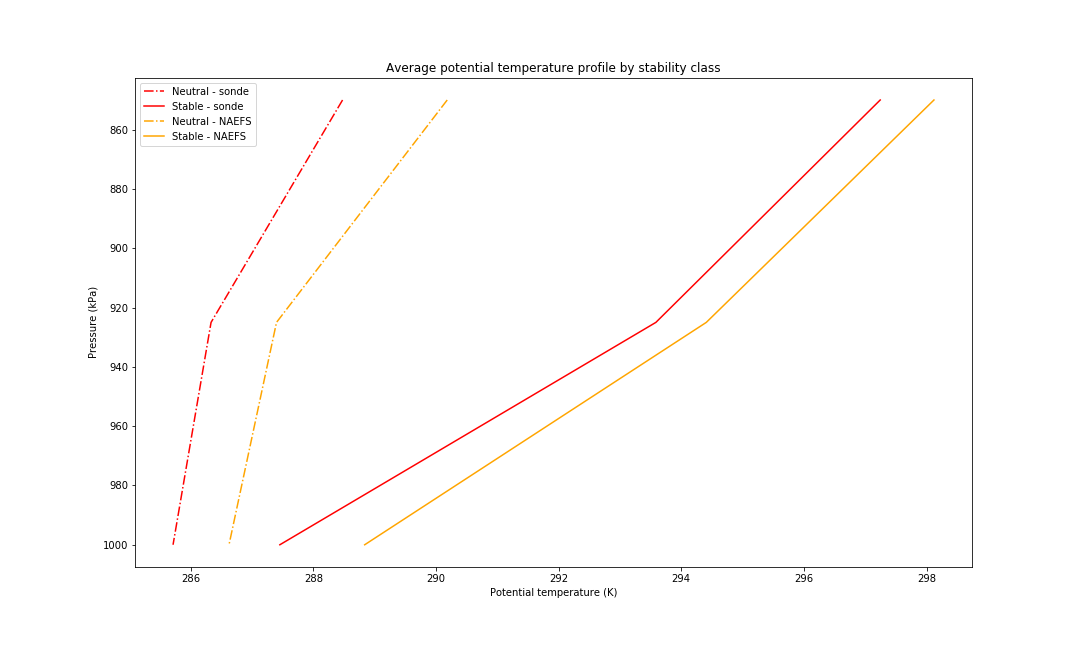 Average potential temperature profile by stability class
Neutral - sonde
Stable - sonde
Neutral - NAEFS
Stable - NAEFS
860
880
900
920
940
960
980
1000
Pressure (kPa)
286 288 290 292 294 296 298
Potential temperature (K)